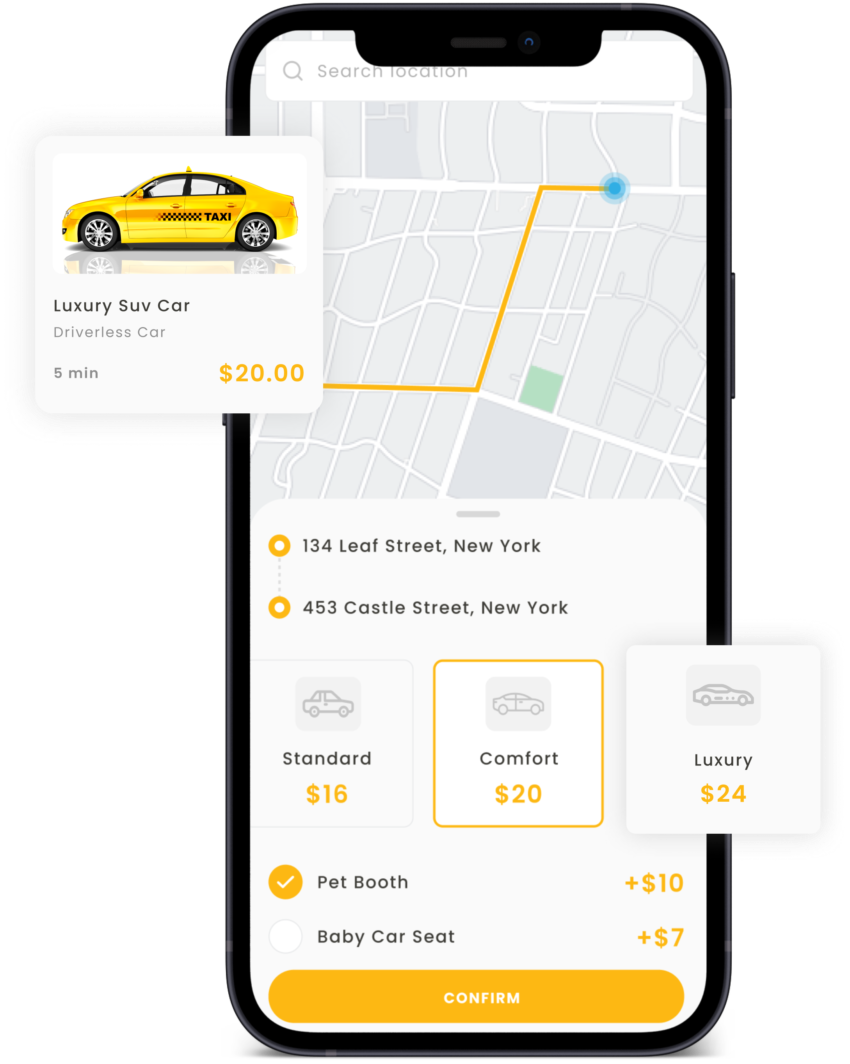 Search location
TAXI
Luxury Suv Car
Driverless Car
5 min $20.00
134 Leaf Street, New York
453 Castle Street, New York
Standard
$16
Comfort
$20
Luxury
$24
Pet Booth +$10
Baby Car Seat +$7
CONFIRM